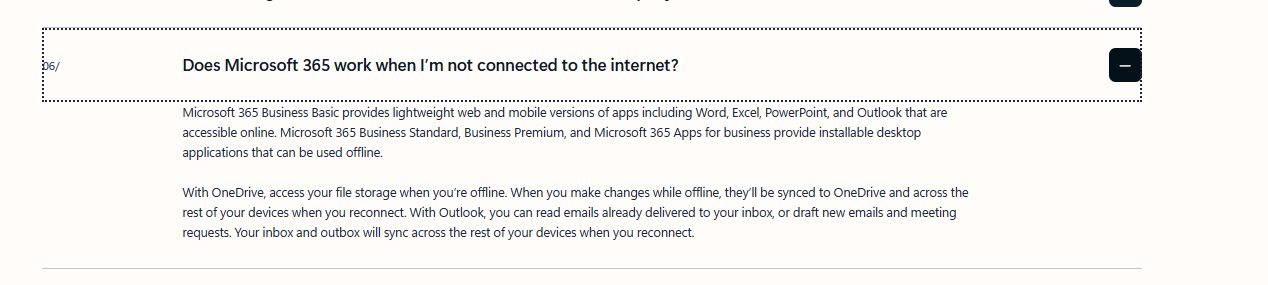 06/
Does Microsoft 365 work when I’m not connected to the internet?
Microsoft 365 Business Basic provides lightweight web and mobile versions of apps including Word, Excel, PowerPoint, and Outlook that are
accessible online. Microsoft 365 Business Standard, Business Premium, and Microsoft 365 Apps for business provide installable desktop
applications that can be used offline.
With OneDrive, access your file storage when you’re offline. When you make changes while offline, they’ll be synced to OneDrive and across the
rest of your devices when you reconnect. With Outlook, you can read emails already delivered to your inbox, or draft new emails and meeting
requests. Your inbox and outbox will sync across the rest of your devices when you reconnect.